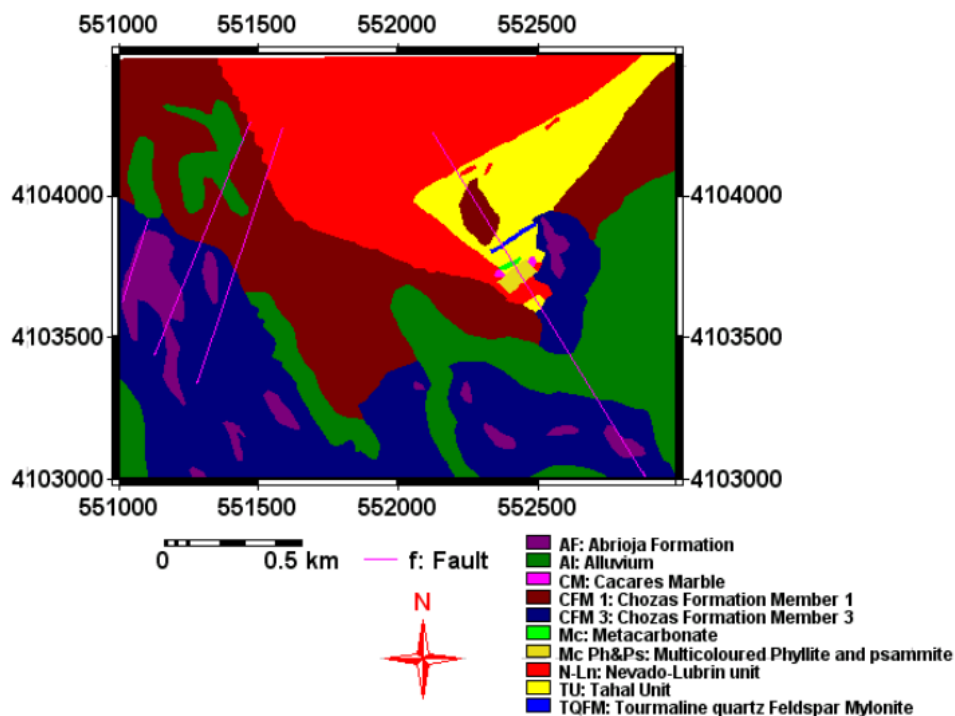 551000 551500 552000 552500
4104000 4104000
4103500 4103500
4103000 4103000
551000 551500 552000 552500
0 0.5 km
f: Fault
N
AF: Abrioja Formation
Al: Alluvium
CM: Cacares Marble
CFM 1: Chozas Formation Member 1
CFM 3: Chozas Formation Member 3
Mc: Metacarbonate
Mc Ph&Ps: Multicoloured Phyllite and psammite
N-Ln: Nevado-Lubrin unit
TU: Tahal Unit
TQFM: Tourmaline quartz Feldspar Mylonite